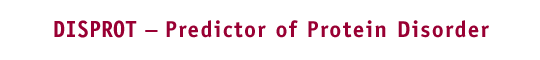 DISPROT – Predictor of Protein Disorder